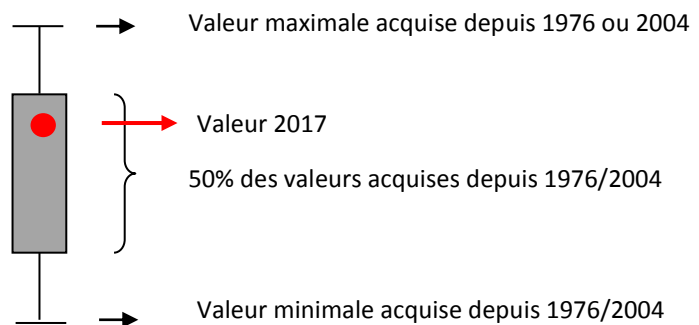 Valeur maximale acquise depuis 1976 ou 2004
Valeur 2017
50% des valeurs acquises depuis 1976/2004
Valeur minimale acquise depuis 1976/2004